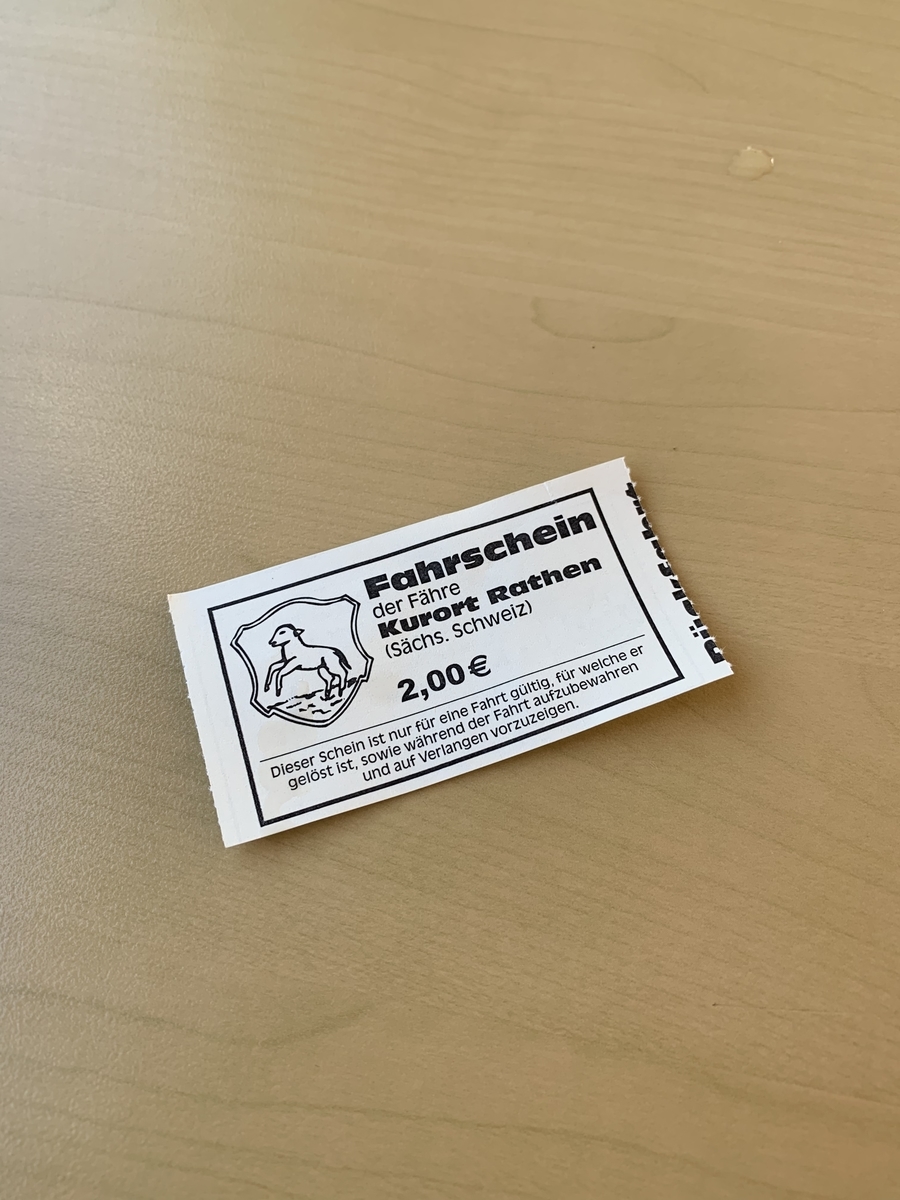 Fahrschein
der Fähre
Kurort Rathen
(Sächs. Schweiz)
2,00 €
Dieser Schein ist nur für eine Fahrt gültig, für welche er
gelöst ist, sowie während der Fahrt aufzubewahren
und auf Verlangen vorzuzeigen.